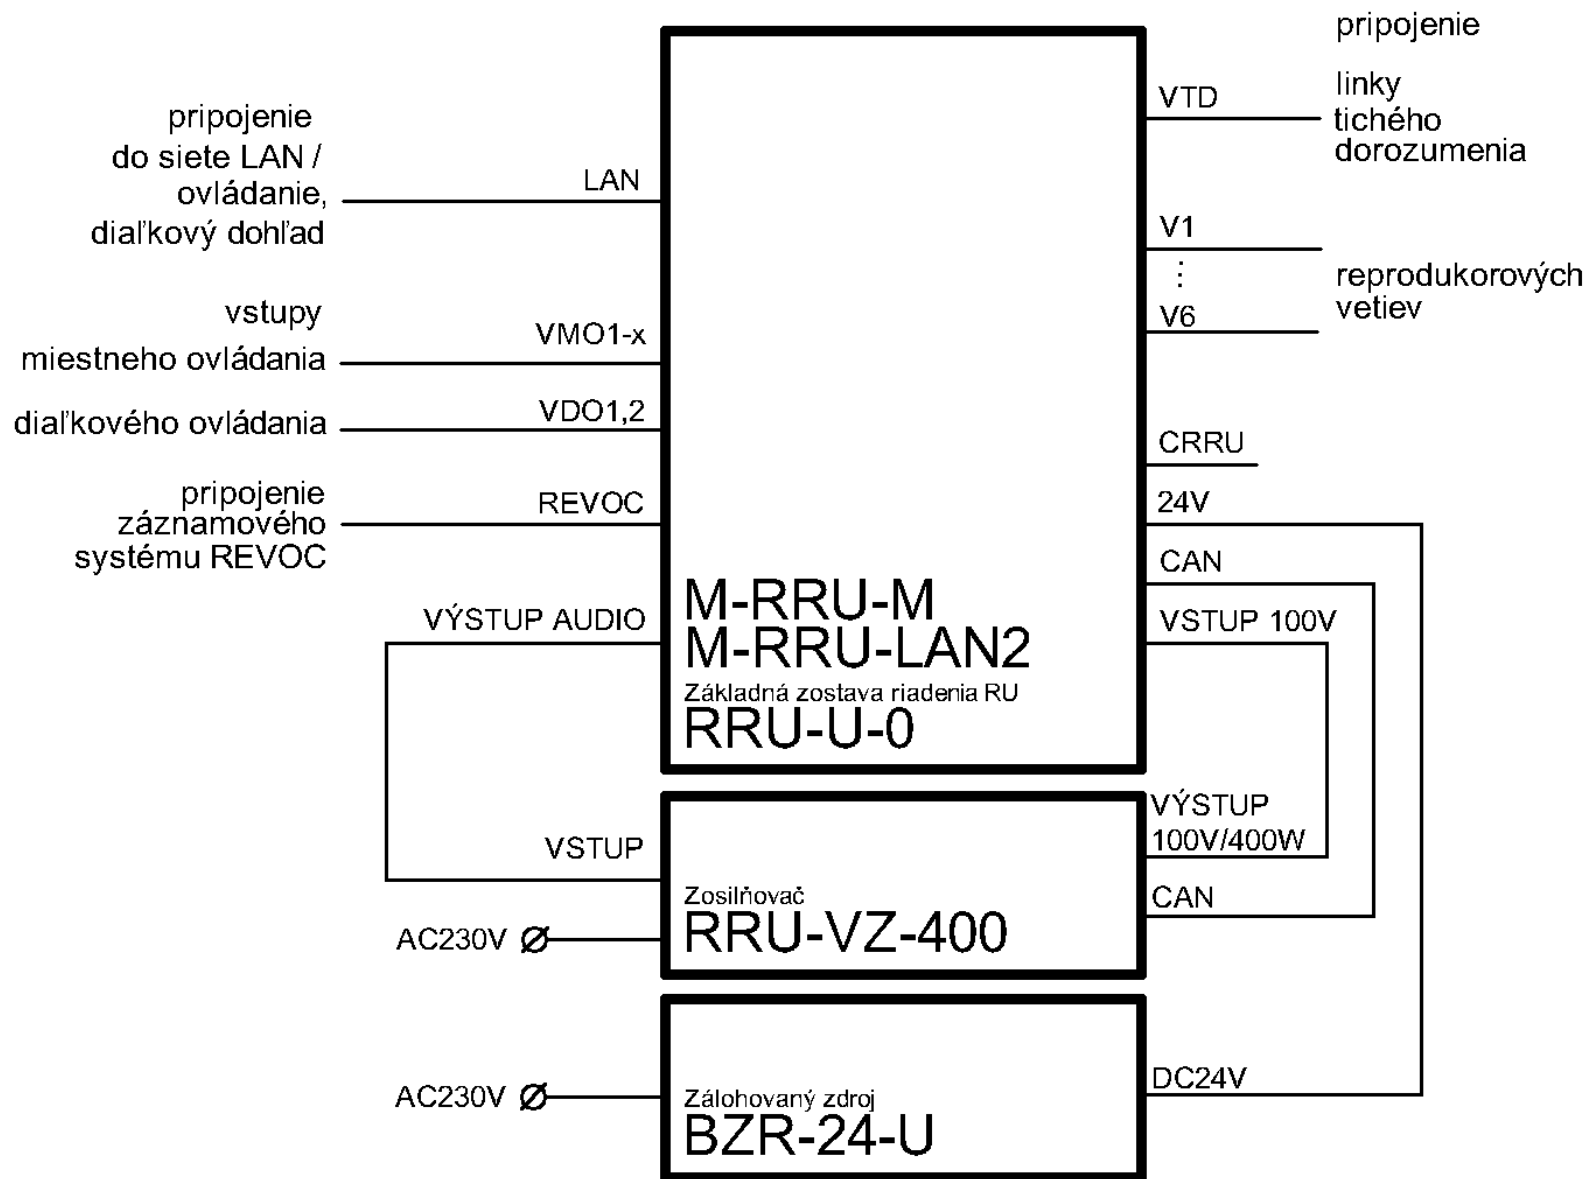 pripojenie
linky
tichého
dorozumenia
VTD
pripojenie
do siete LAN /
ovládanie,
diaľkový dohľad
LAN
V1
⋮
V6
reprodukorových
vetiev
vstupy
miestneho ovládania
VMO1-x
diaľkového ovládania
VDO1,2
CRRU
pripojenie
záznamového
systému REVOC
REVOC
24V
CAN
VÝSTUP AUDIO
VSTUP 100V
M-RRU-M
M-RRU-LAN2
Základná zostava riadenia RU
RRU-U-0
VÝSTUP
100V/400W
VSTUP
CAN
Zosilňovač
RRU-VZ-400
AC230V
DC24V
AC230V
Zálohovaný zdroj
BZR-24-U